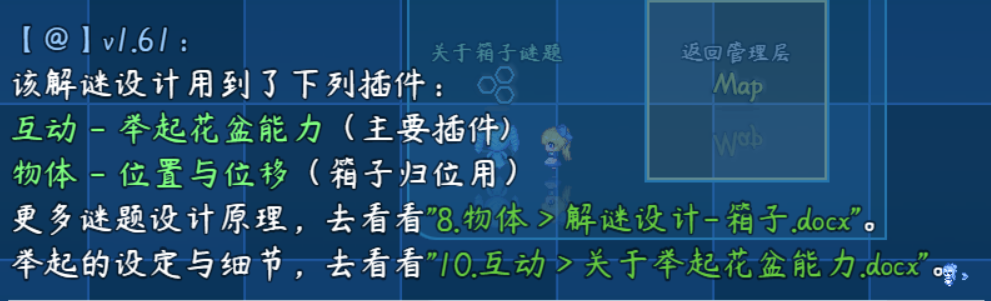 【@】v1.61：
关于箱子谜题
返回管理层
Map
该解谜设计用到了下列插件：
互动 - 举起花盆能力（主要插件）
物体 - 位置与位移（箱子归位用）
更多谜题设计原理，去看看"8.物体 > 解谜设计-箱子.docx"。
举起的设定与细节，去看看"10.互动 > 关于举起花盆能力.docx"。